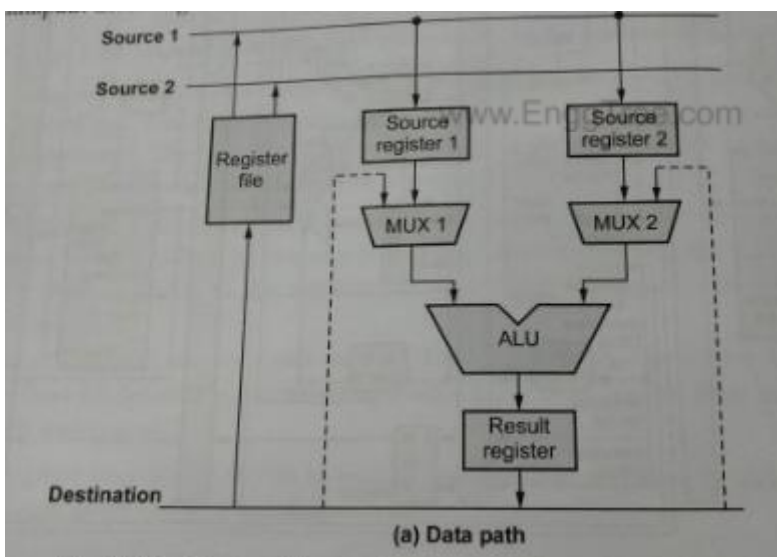 Source 1
Source 2
www.EnggTree.com
Source
register 1
Source
register 2
Register
file
MUX 1
MUX 2
ALU
Result
register
Destination
(a) Data path